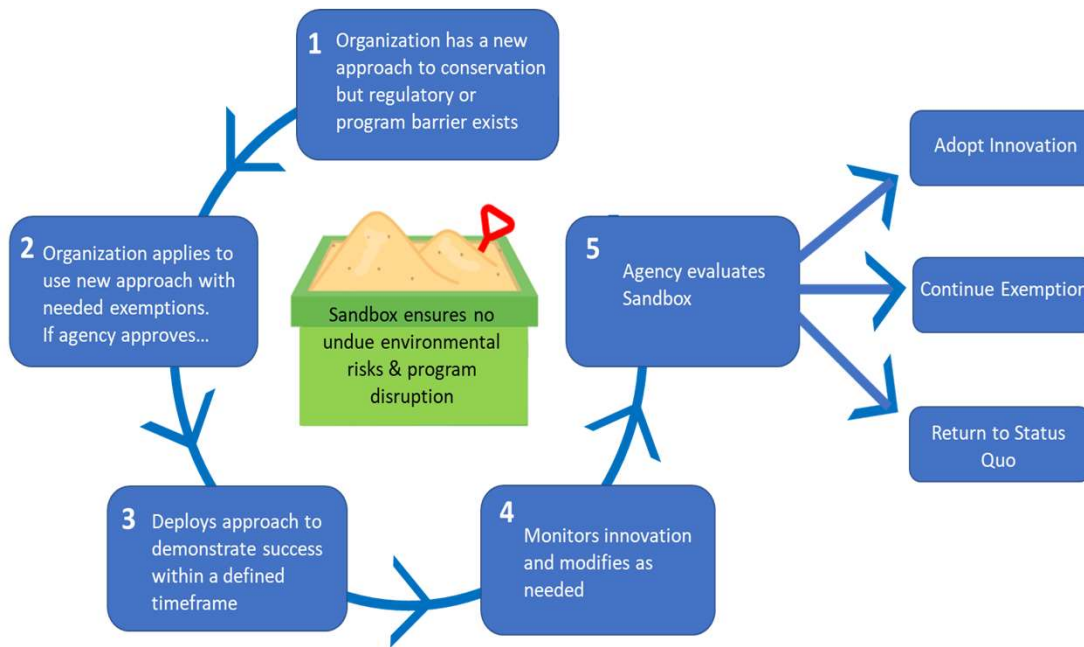 1
Organization has a new
approach to conservation
but regulatory or
program barrier exists
2
Organization applies to
use new approach with
needed exemptions.
If agency approves…
3
Deploys approach to
demonstrate success
within a defined
timeframe
4
Monitors innovation
and modifies as
needed
5
Agency evaluates
Sandbox
Sandbox ensures no
undue environmental
risks & program
disruption
Adopt Innovation
Continue Exemption
Return to Status
Quo